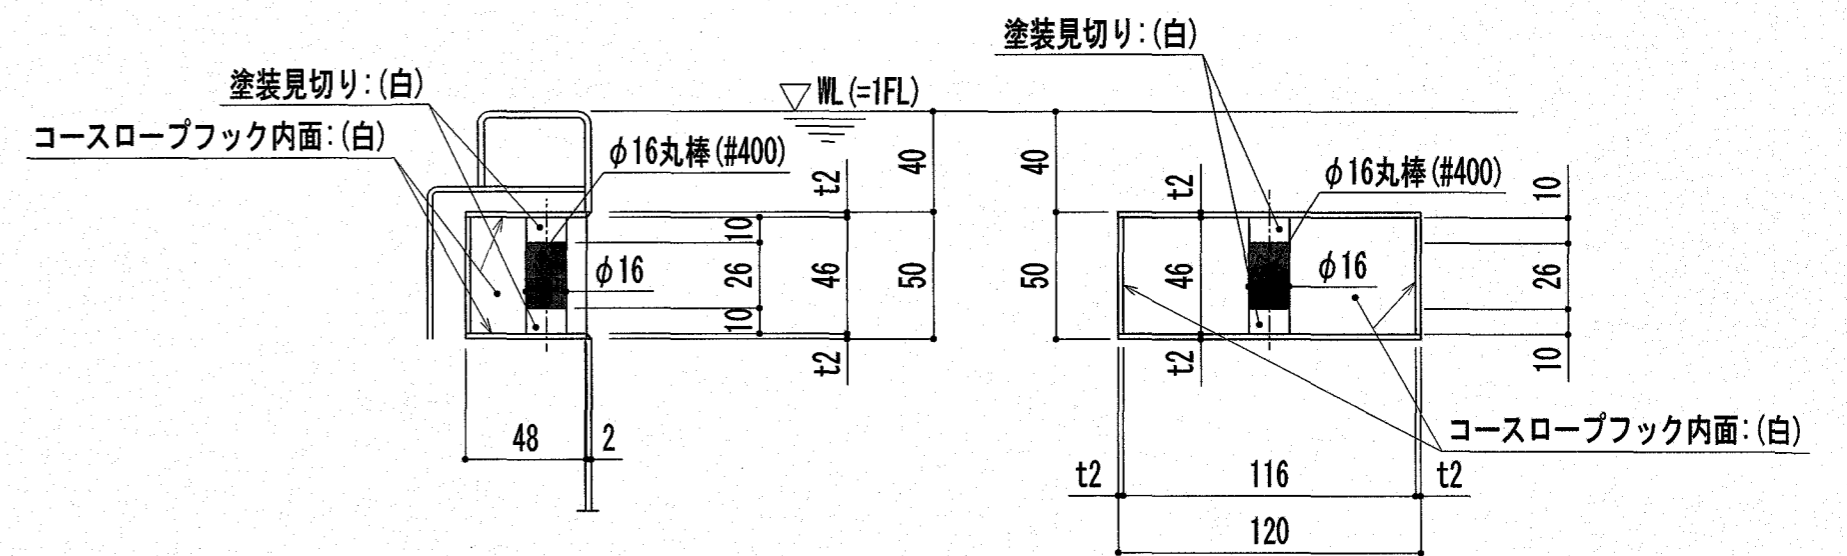 塗装見切り:(白)
コースロープフック内面:(白)
WL(=1FL)
φ16丸棒(#400)
t2
40
10
φ16
26
46
50
10
t2
48
2
塗装見切り:(白)
40
t2
φ16丸棒(#400)
10
50
46
φ16
26
t2
10
コースロープフック内面:(白)
t2
116
t2
120